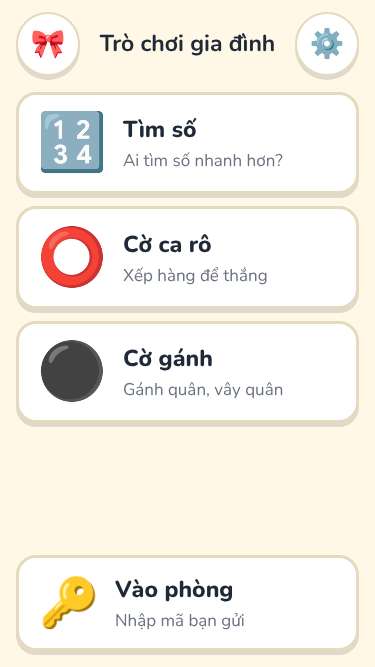 Trò chơi gia đình
1 2
3 4
Tìm số
Ai tìm số nhanh hơn?
Cờ ca rô
Xếp hàng để thắng
Cờ gánh
Gánh quân, vây quân
Vào phòng
Nhập mã bạn gửi